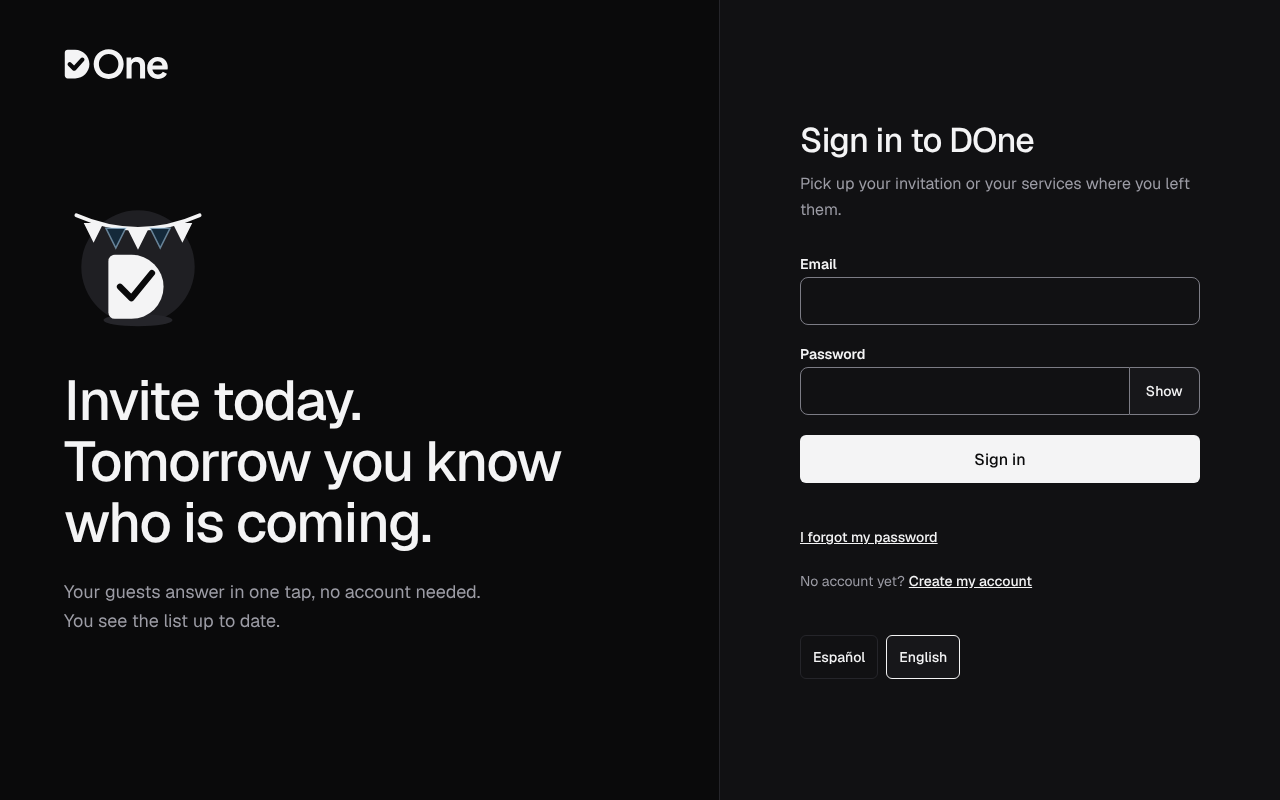 DOne
Invite today.
Tomorrow you know
who is coming.
Your guests answer in one tap, no account needed.
You see the list up to date.
Sign in to DOne
Pick up your invitation or your services where you left
them.
Email
Password
Show
Sign in
I forgot my password
No account yet? Create my account
Español
English